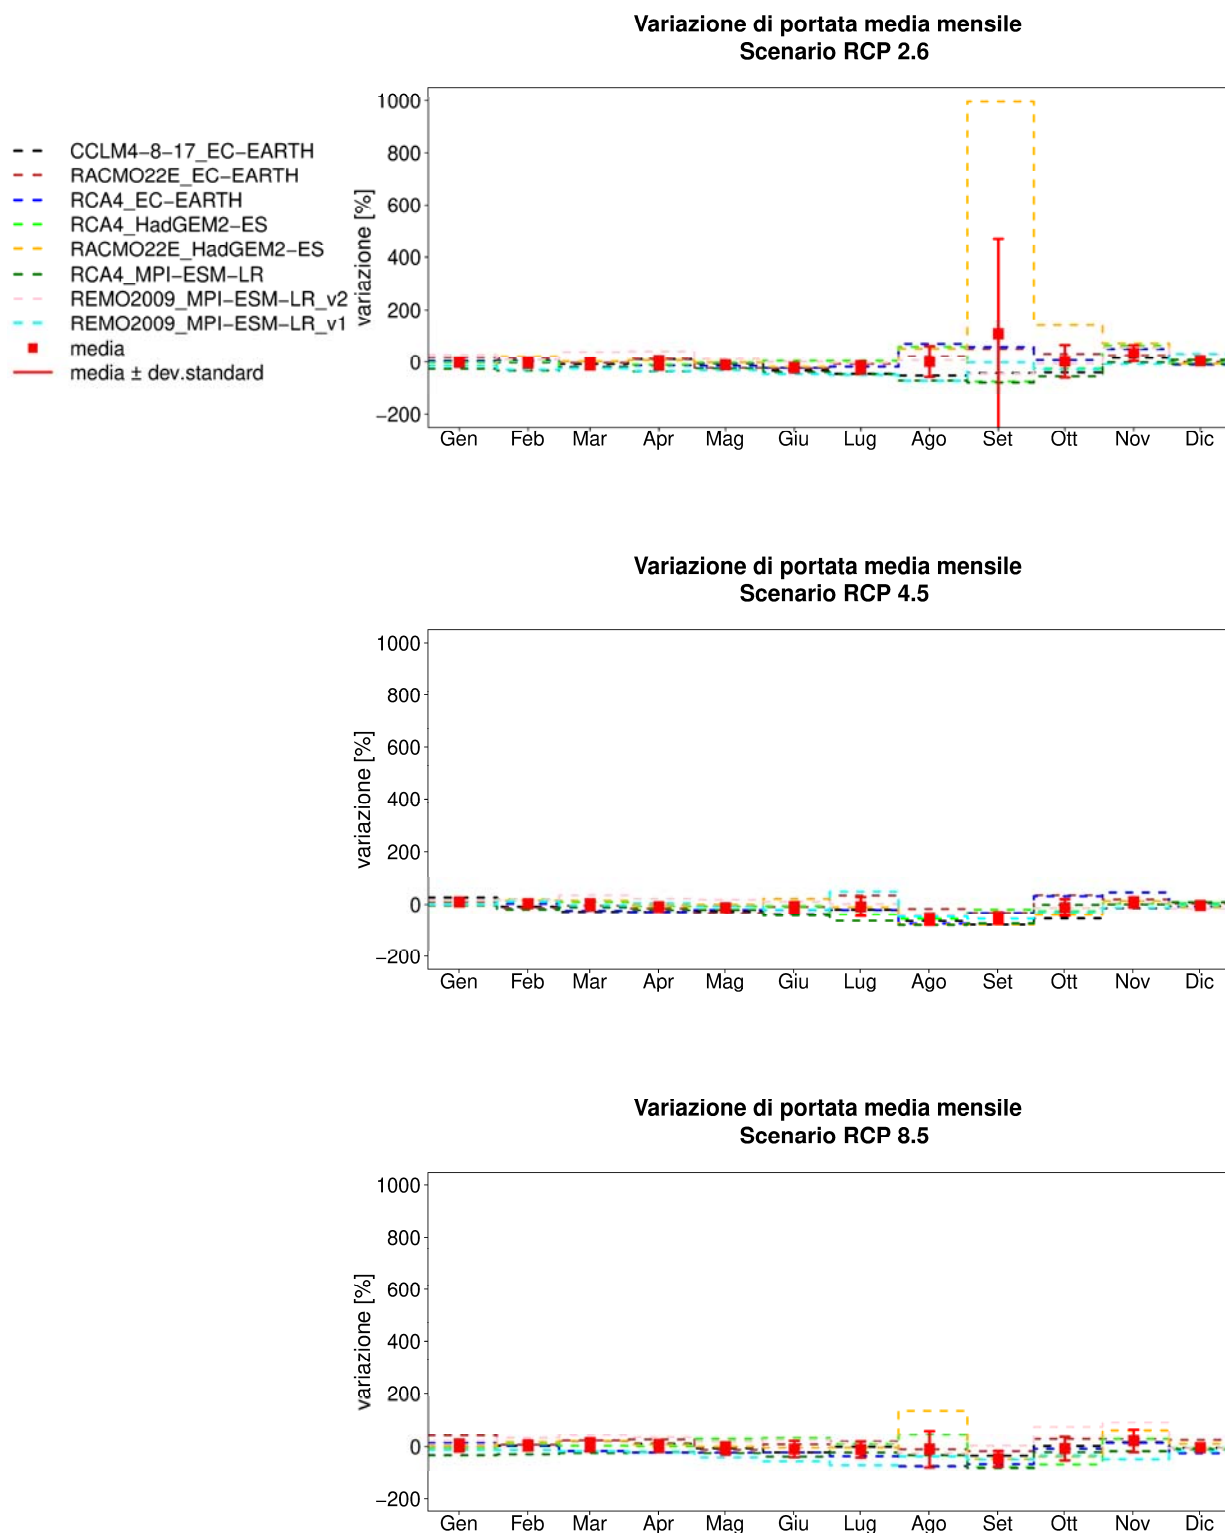 Variazione di portata media mensile
Scenario RCP 2.6
CCLM4−8−17_EC−EARTH
RACMO22E_EC−EARTH
RCA4_EC−EARTH
RCA4_HadGEM2−ES
RACMO22E_HadGEM2−ES
RCA4_MPI−ESM−LR
REMO2009_MPI−ESM−LR_v2
REMO2009_MPI−ESM−LR_v1
media
media ± dev.standard
variazione [%]
1000
800
600
400
200
0
−200
Gen Feb Mar Apr Mag Giu Lug Ago Set Ott Nov Dic
Variazione di portata media mensile
Scenario RCP 4.5
variazione [%]
1000
800
600
400
200
0
−200
Gen Feb Mar Apr Mag Giu Lug Ago Set Ott Nov Dic
Variazione di portata media mensile
Scenario RCP 8.5
variazione [%]
1000
800
600
400
200
0
−200
Gen Feb Mar Apr Mag Giu Lug Ago Set Ott Nov Dic